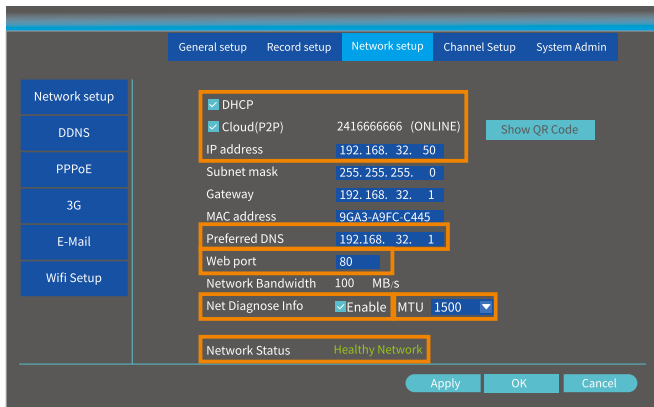 General setup Record setup Network setup Channel Setup System Admin
Network setup
DDNS
PPPoE
3G
E-Mail
Wifi Setup
DHCP
Cloud(P2P) 2416666666 (ONLINE) Show QR Code
IP address 192.168. 32. 50
Subnet mask 255.255.255. 0
Gateway 192.168. 32. 1
MAC address 9GA3-A9FC-C445
Preferred DNS 192.168. 32. 1
Web port 80
Network Bandwidth 100 MB/s
Net Diagnose Info Enable MTU 1500
Network Status Healthy Network
Apply OK Cancel